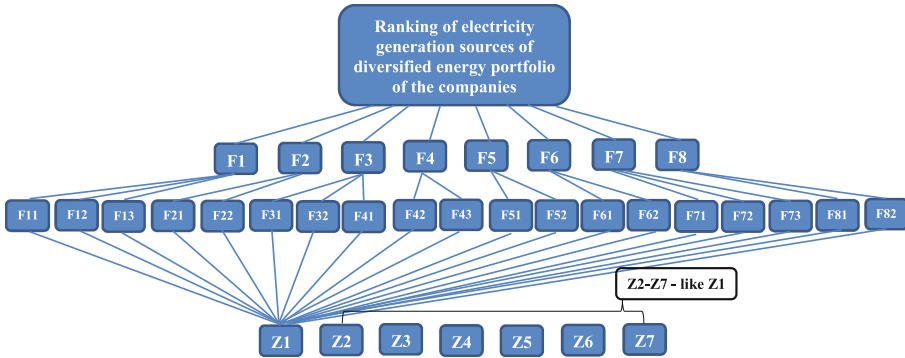 Ranking of electricity
generation sources of
diversified energy portfolio
of the companies
F1 F2 F3 F4 F5 F6 F7 F8
F11 F12 F13 F21 F22 F31 F32 F41 F42 F43 F51 F52 F61 F62 F71 F72 F73 F81 F82
Z2-Z7 - like Z1
Z1 Z2 Z3 Z4 Z5 Z6 Z7